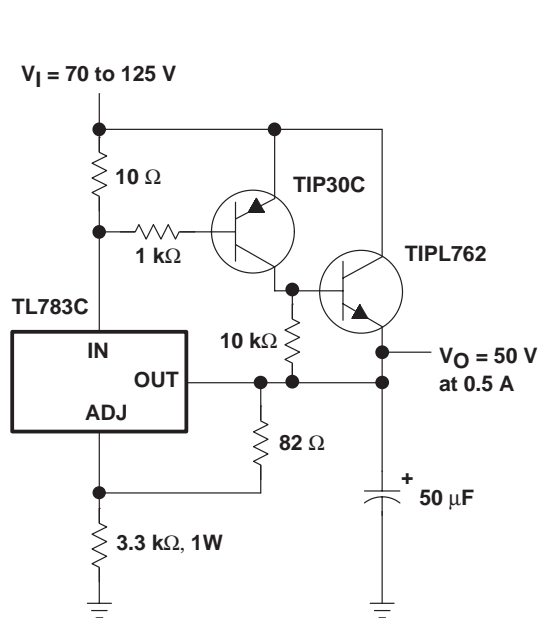 VI = 70 to 125 V
10 Ω
TIP30C
1 kΩ
TIPL762
TL783C
IN
10 kΩ
VO = 50 V
at 0.5 A
OUT
ADJ
82 Ω
+
50 μF
3.3 kΩ, 1W